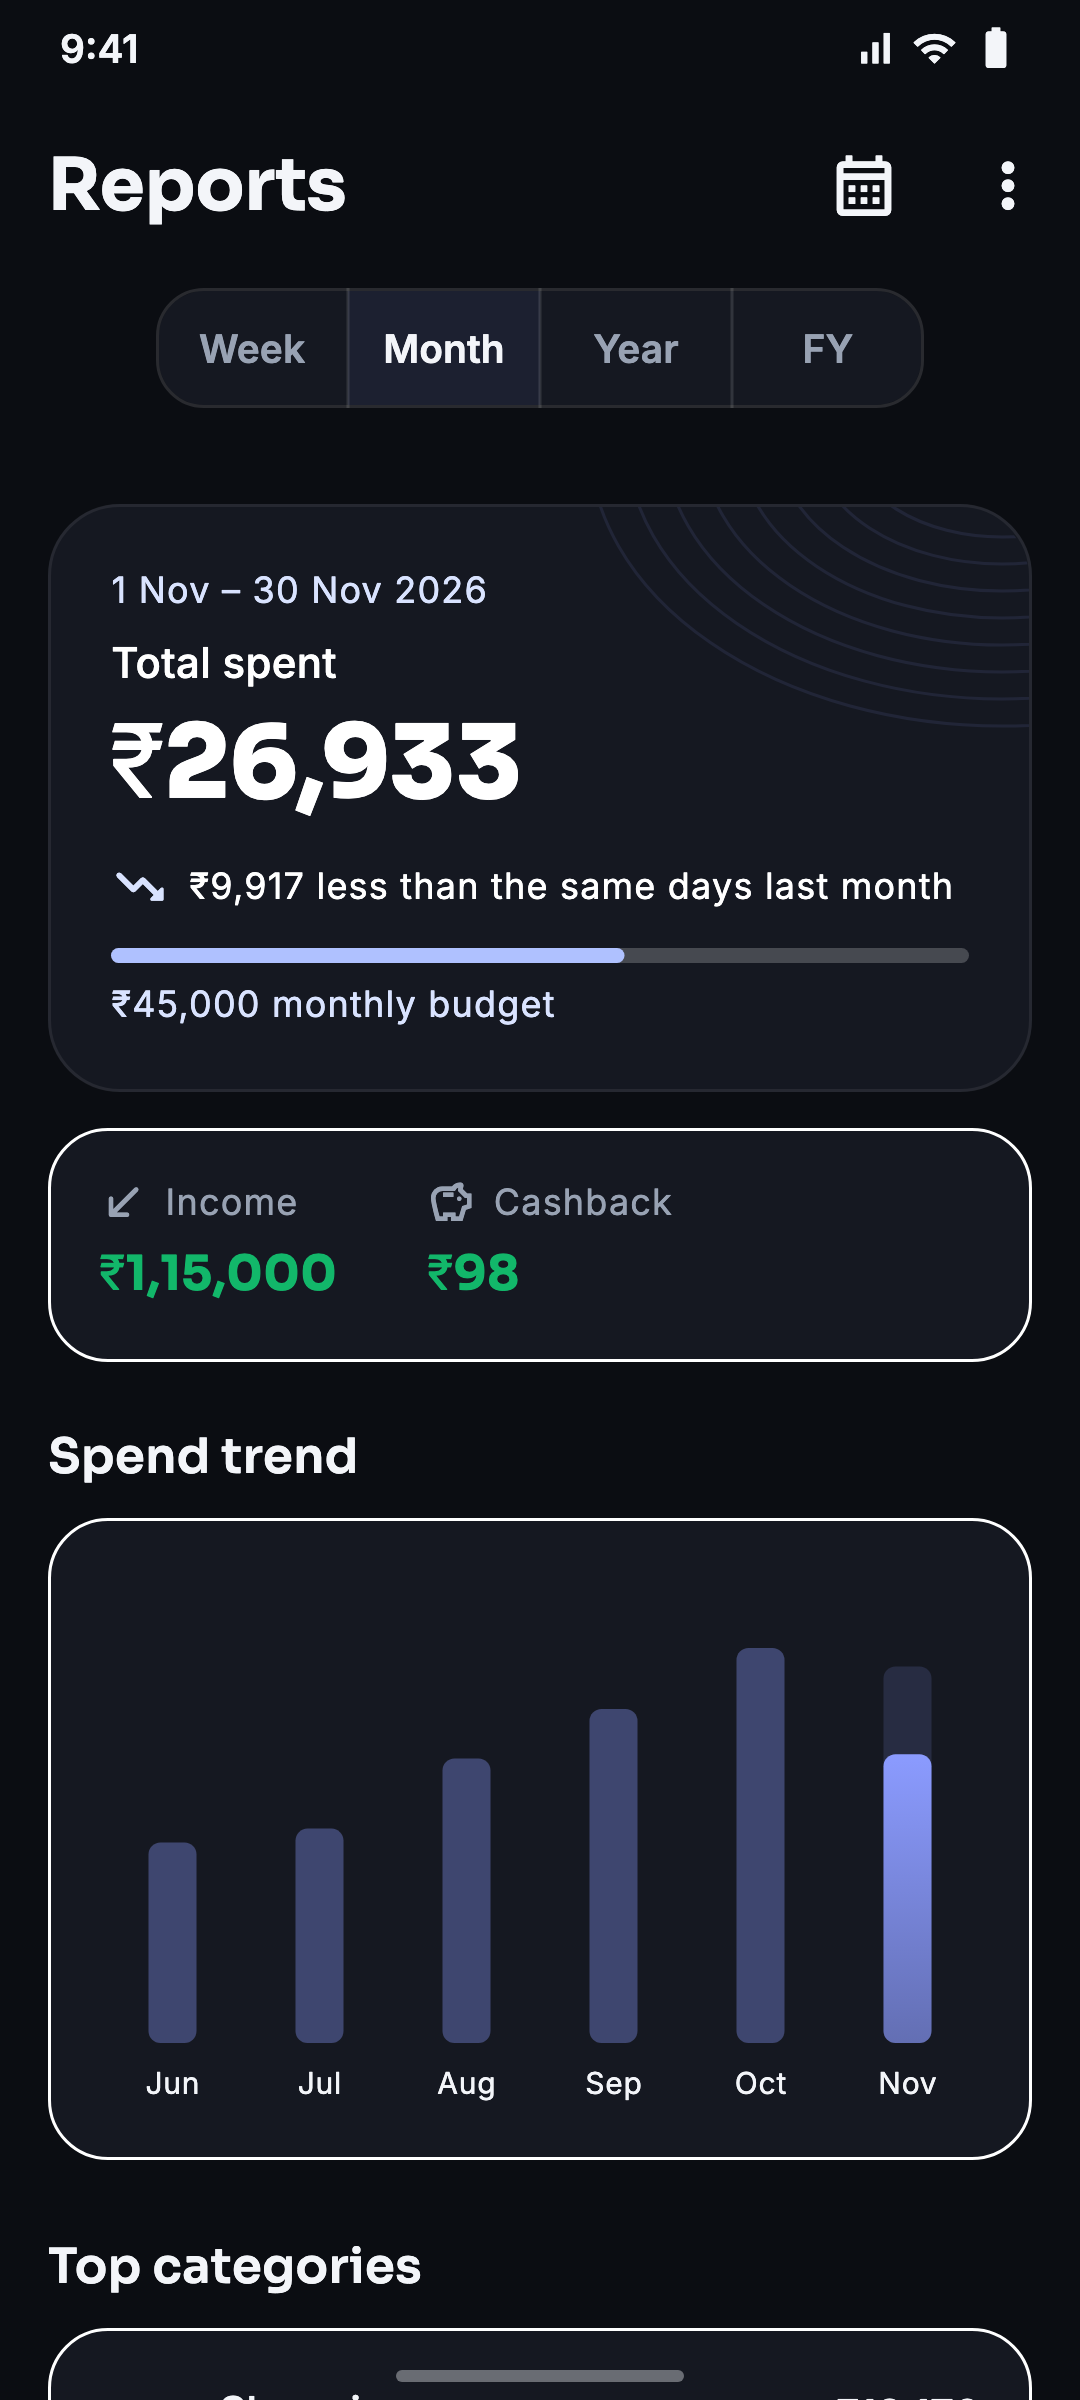 9:41
Reports
Week Month Year FY
1 Nov – 30 Nov 2026
Total spent
₹26,933
₹9,917 less than the same days last month
₹45,000 monthly budget
Income Cashback
₹1,15,000 ₹98
Spend trend
Jun Jul Aug Sep Oct Nov
Top categories